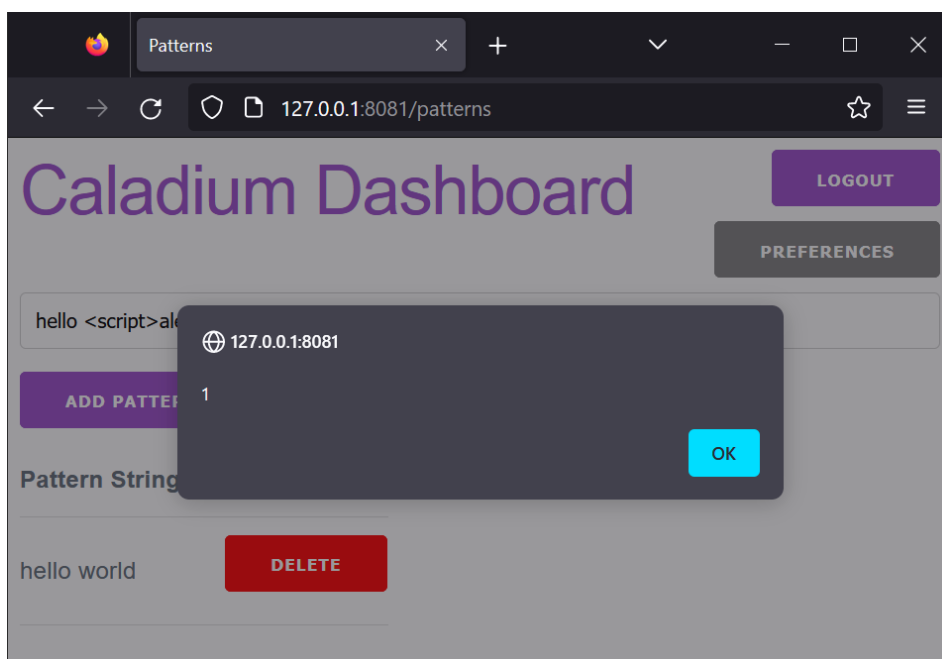 Patterns
127.0.0.1:8081/patterns
Caladium Dashboard
LOGOUT
PREFERENCES
hello <script>ale
127.0.0.1:8081
1
OK
ADD PATTER
Pattern String
hello world
DELETE